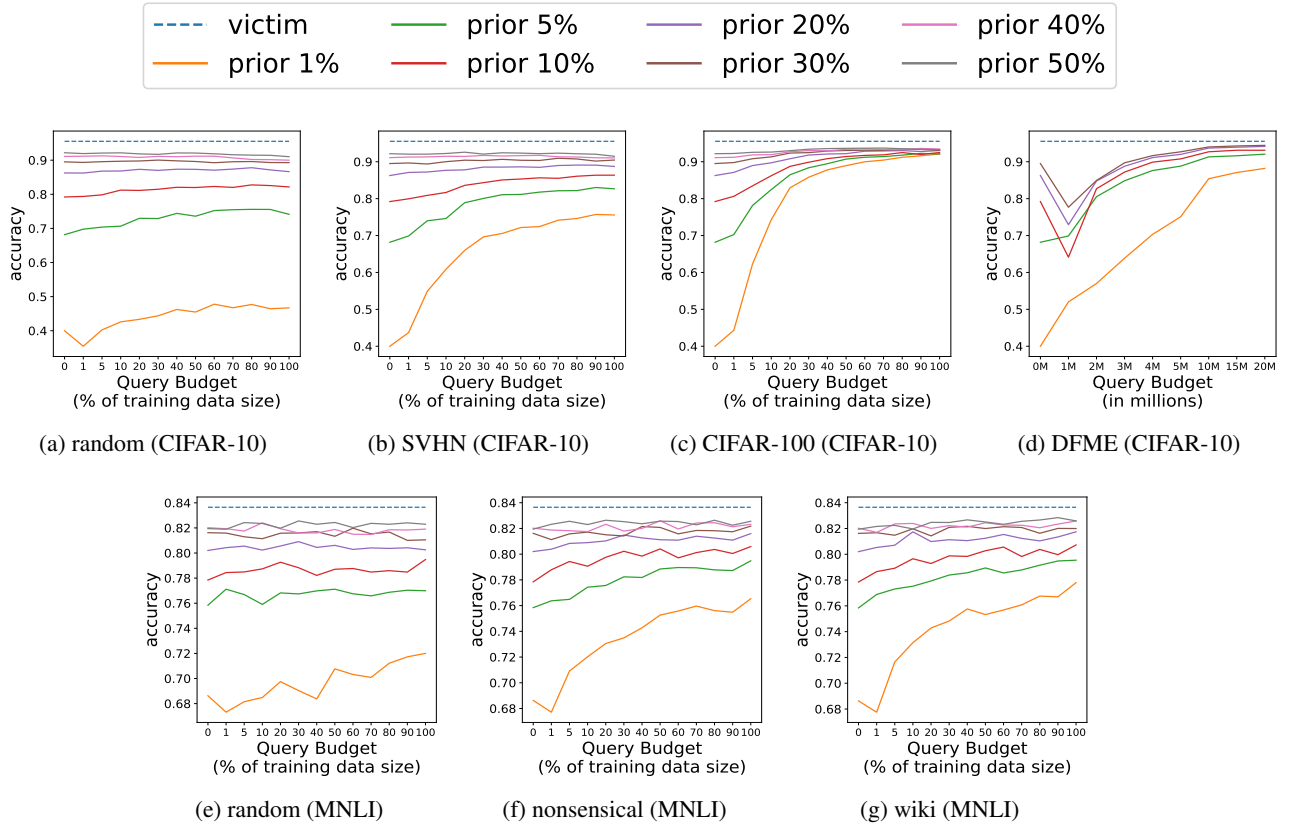 victim prior 5% prior 20% prior 40%
prior 1% prior 10% prior 30% prior 50%
accuracy
0.9
0.8
0.7
0.6
0.5
0.4
0 1 5 10 20 30 40 50 60 70 80 90 100
Query Budget
(% of training data size)
(a) random (CIFAR-10)
accuracy
0.9
0.8
0.7
0.6
0.5
0.4
0 1 5 10 20 30 40 50 60 70 80 90 100
Query Budget
(% of training data size)
(b) SVHN (CIFAR-10)
accuracy
0.9
0.8
0.7
0.6
0.5
0.4
0 1 5 10 20 30 40 50 60 70 80 90 100
Query Budget
(% of training data size)
(c) CIFAR-100 (CIFAR-10)
accuracy
0.9
0.8
0.7
0.6
0.5
0.4
0M 1M 2M 3M 4M 5M 10M 15M 20M
Query Budget
(in millions)
(d) DFME (CIFAR-10)
accuracy
0.84
0.82
0.80
0.78
0.76
0.74
0.72
0.70
0.68
0 1 5 10 20 30 40 50 60 70 80 90 100
Query Budget
(% of training data size)
(e) random (MNLI)
accuracy
0.84
0.82
0.80
0.78
0.76
0.74
0.72
0.70
0.68
0 1 5 10 20 30 40 50 60 70 80 90 100
Query Budget
(% of training data size)
(f) nonsensical (MNLI)
accuracy
0.84
0.82
0.80
0.78
0.76
0.74
0.72
0.70
0.68
0 1 5 10 20 30 40 50 60 70 80 90 100
Query Budget
(% of training data size)
(g) wiki (MNLI)